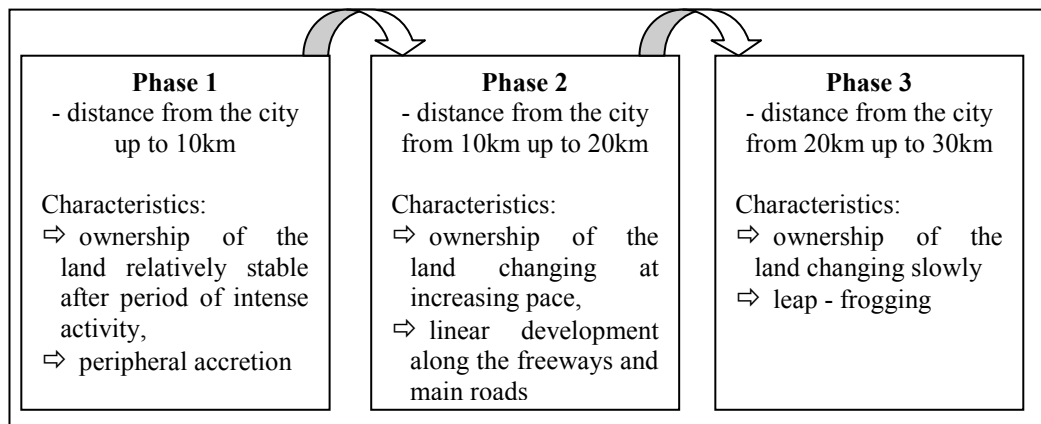 Phase 1
- distance from the city
up to 10km
Characteristics:
⇨ ownership of the
land relatively stable
after period of intense
activity,
⇨ peripheral accretion
Phase 2
- distance from the city
from 10km up to 20km
Characteristics:
⇨ ownership of the
land changing at
increasing pace,
⇨ linear development
along the freeways and
main roads
Phase 3
- distance from the city
from 20km up to 30km
Characteristics:
⇨ ownership of the
land changing slowly
⇨ leap - frogging